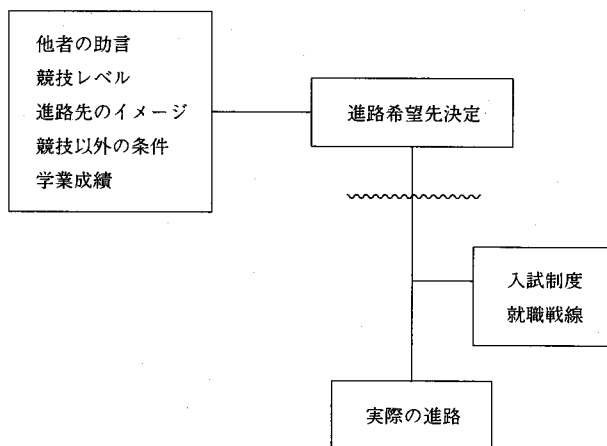 他者の助言
競技レベル
進路先のイメージ
競技以外の条件
学業成績
進路希望先決定
入試制度
就職戦線
実際の進路